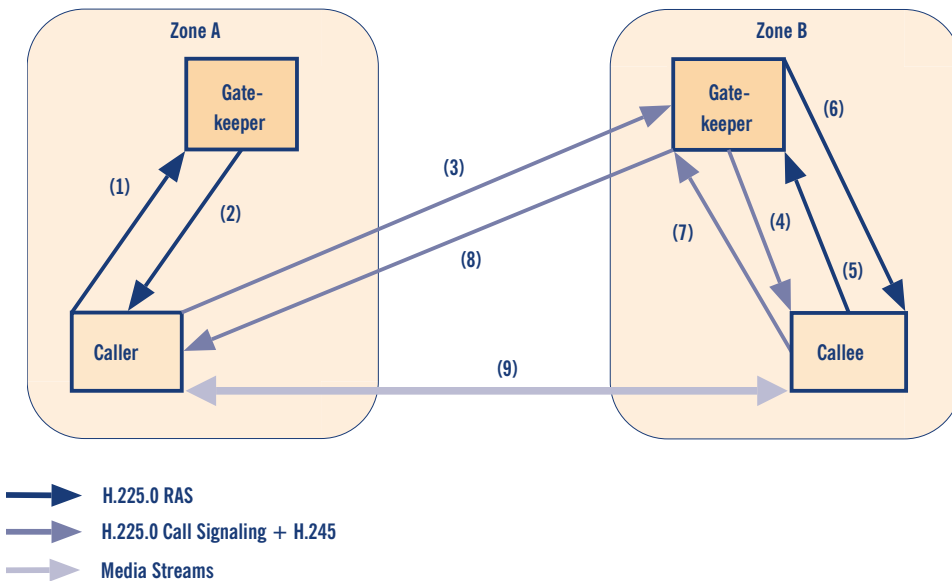 Zone A
Zone B
Gate-
keeper
Gate-
keeper
(6)
(1)
(2)
(3)
(8)
(7)
(4)
(5)
Caller
Callee
(9)
H.225.0 RAS
H.225.0 Call Signaling + H.245
Media Streams